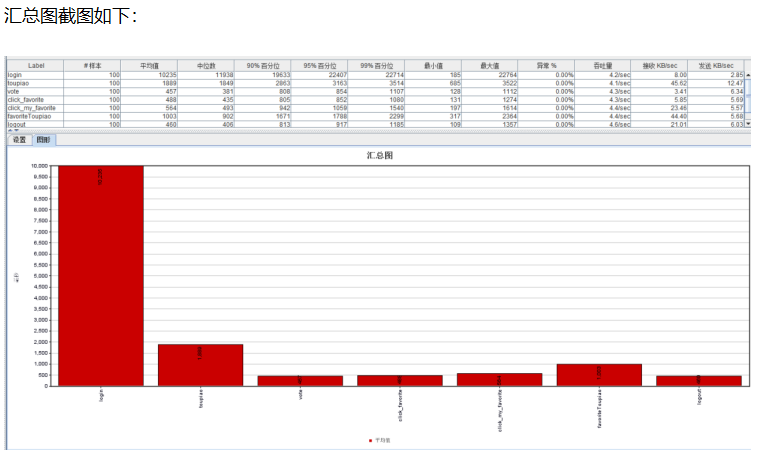 汇总图截图如下：
Label # 样本 平均值 中位数 90% 百分位 95% 百分位 99% 百分位 最小值 最大值 异常 % 吞吐量 接收 KB/sec 发送 KB/sec
login 100 10235 11938 19633 22407 22714 185 22764 0.00% 4.2/sec 8.00 2.85
toupiao 100 1889 1849 2863 3163 3514 685 3522 0.00% 4.1/sec 45.62 12.47
vote 100 457 381 808 854 1107 128 1112 0.00% 4.3/sec 3.41 6.34
click_favorite 100 488 435 805 852 1080 131 1274 0.00% 4.3/sec 5.85 5.69
click_my_favorite 100 564 493 942 1058 1540 197 1614 0.00% 4.4/sec 23.46 5.57
favoriteToupiao 100 1003 902 1671 1788 2299 317 2364 0.00% 4.4/sec 44.40 5.68
logout 100 460 406 813 917 1185 109 1357 0.00% 4.6/sec 21.01 6.03
设置 图形
汇总图
10,000
9,500
9,000
8,500
8,000
7,500
7,000
6,500
6,000
5,500
5,000
4,500
4,000
3,500
3,000
2,500
2,000
1,500
1,000
500
0
login
toupiao
vote
click_favorite
click_my_favorite
favoriteToupiao
logout
平均值